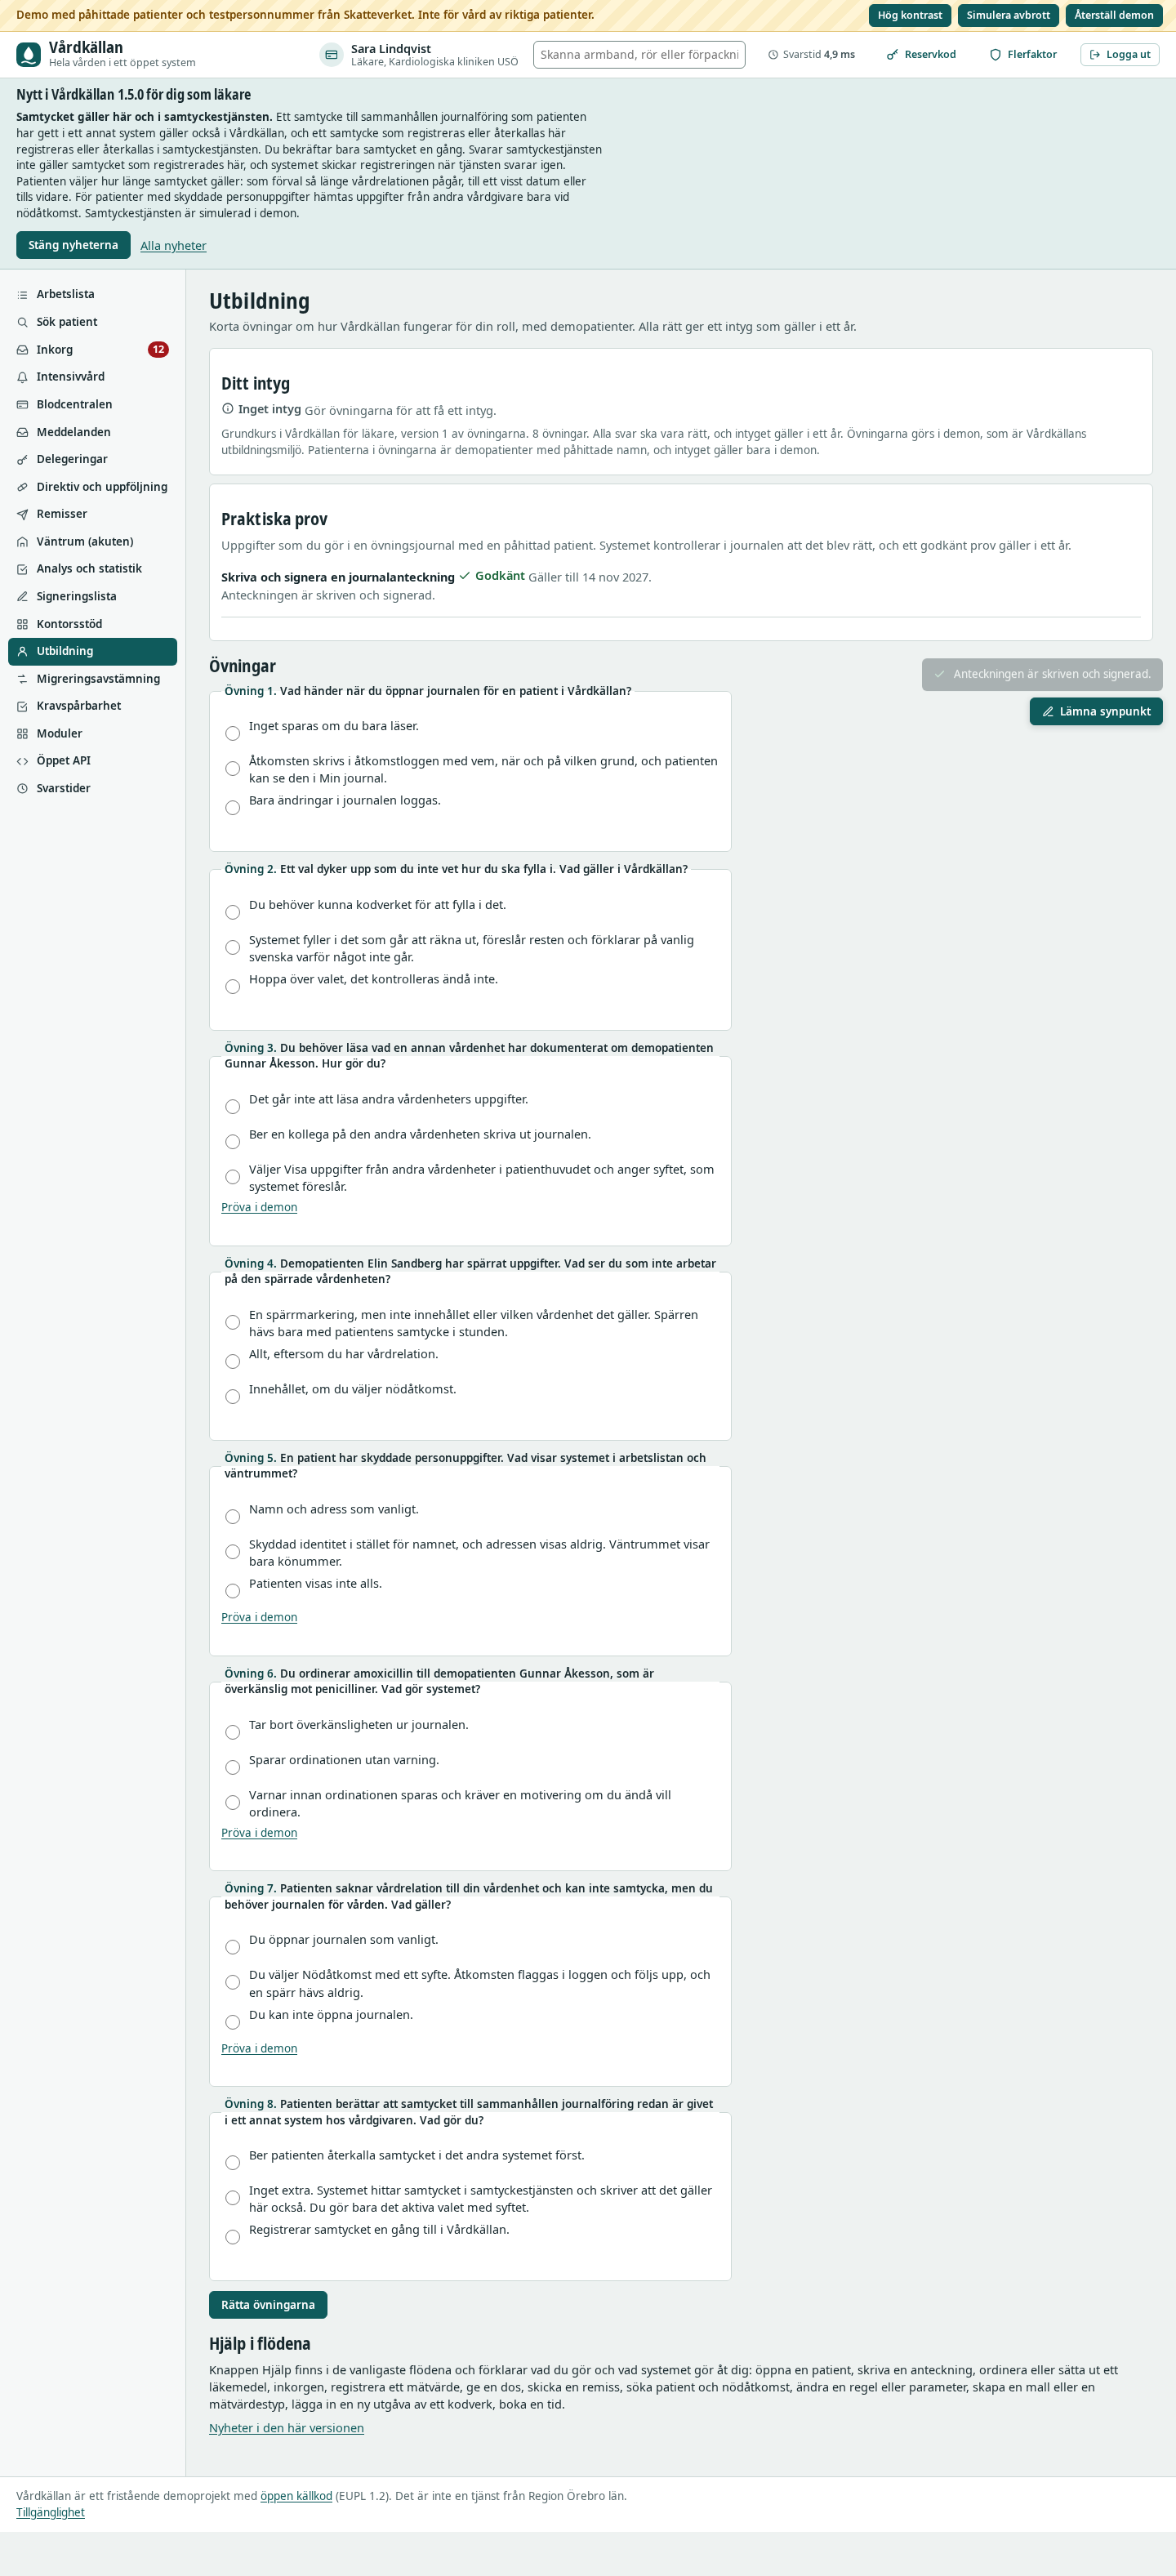 Demo med påhittade patienter och testpersonnummer från Skatteverket. Inte för vård av riktiga patienter.
Hög kontrast
Simulera avbrott
Återställ demon
Vårdkällan
Hela vården i ett öppet system
Sara Lindqvist
Läkare, Kardiologiska kliniken USÖ
Skanna armband, rör eller förpackni
Svarstid 4,9 ms
Reservkod
Flerfaktor
Logga ut
Nytt i Vårdkällan 1.5.0 för dig som läkare
Samtycket gäller här och i samtyckestjänsten. Ett samtycke till sammanhållen journalföring som patienten
har gett i ett annat system gäller också i Vårdkällan, och ett samtycke som registreras eller återkallas här
registreras eller återkallas i samtyckestjänsten. Du bekräftar bara samtycket en gång. Svarar samtyckestjänsten
inte gäller samtycket som registrerades här, och systemet skickar registreringen när tjänsten svarar igen.
Patienten väljer hur länge samtycket gäller: som förval så länge vårdrelationen pågår, till ett visst datum eller
tills vidare. För patienter med skyddade personuppgifter hämtas uppgifter från andra vårdgivare bara vid
nödåtkomst. Samtyckestjänsten är simulerad i demon.
Stäng nyheterna
Alla nyheter
Arbetslista
Sök patient
Inkorg
12
Intensivvård
Blodcentralen
Meddelanden
Delegeringar
Direktiv och uppföljning
Remisser
Väntrum (akuten)
Analys och statistik
Signeringslista
Kontorsstöd
Utbildning
Migreringsavstämning
Kravspårbarhet
Moduler
Öppet API
Svarstider
Utbildning
Korta övningar om hur Vårdkällan fungerar för din roll, med demopatienter. Alla rätt ger ett intyg som gäller i ett år.
Ditt intyg
Inget intyg Gör övningarna för att få ett intyg.
Grundkurs i Vårdkällan för läkare, version 1 av övningarna. 8 övningar. Alla svar ska vara rätt, och intyget gäller i ett år. Övningarna görs i demon, som är Vårdkällans
utbildningsmiljö. Patienterna i övningarna är demopatienter med påhittade namn, och intyget gäller bara i demon.
Praktiska prov
Uppgifter som du gör i en övningsjournal med en påhittad patient. Systemet kontrollerar i journalen att det blev rätt, och ett godkänt prov gäller i ett år.
Skriva och signera en journalanteckning Godkänt Gäller till 14 nov 2027.
Anteckningen är skriven och signerad.
Övningar
Anteckningen är skriven och signerad.
Lämna synpunkt
Övning 1. Vad händer när du öppnar journalen för en patient i Vårdkällan?
Inget sparas om du bara läser.
Åtkomsten skrivs i åtkomstloggen med vem, när och på vilken grund, och patienten
kan se den i Min journal.
Bara ändringar i journalen loggas.
Övning 2. Ett val dyker upp som du inte vet hur du ska fylla i. Vad gäller i Vårdkällan?
Du behöver kunna kodverket för att fylla i det.
Systemet fyller i det som går att räkna ut, föreslår resten och förklarar på vanlig
svenska varför något inte går.
Hoppa över valet, det kontrolleras ändå inte.
Övning 3. Du behöver läsa vad en annan vårdenhet har dokumenterat om demopatienten
Gunnar Åkesson. Hur gör du?
Det går inte att läsa andra vårdenheters uppgifter.
Ber en kollega på den andra vårdenheten skriva ut journalen.
Väljer Visa uppgifter från andra vårdenheter i patienthuvudet och anger syftet, som
systemet föreslår.
Pröva i demon
Övning 4. Demopatienten Elin Sandberg har spärrat uppgifter. Vad ser du som inte arbetar
på den spärrade vårdenheten?
En spärrmarkering, men inte innehållet eller vilken vårdenhet det gäller. Spärren
hävs bara med patientens samtycke i stunden.
Allt, eftersom du har vårdrelation.
Innehållet, om du väljer nödåtkomst.
Övning 5. En patient har skyddade personuppgifter. Vad visar systemet i arbetslistan och
väntrummet?
Namn och adress som vanligt.
Skyddad identitet i stället för namnet, och adressen visas aldrig. Väntrummet visar
bara könummer.
Patienten visas inte alls.
Pröva i demon
Övning 6. Du ordinerar amoxicillin till demopatienten Gunnar Åkesson, som är
överkänslig mot penicilliner. Vad gör systemet?
Tar bort överkänsligheten ur journalen.
Sparar ordinationen utan varning.
Varnar innan ordinationen sparas och kräver en motivering om du ändå vill
ordinera.
Pröva i demon
Övning 7. Patienten saknar vårdrelation till din vårdenhet och kan inte samtycka, men du
behöver journalen för vården. Vad gäller?
Du öppnar journalen som vanligt.
Du väljer Nödåtkomst med ett syfte. Åtkomsten flaggas i loggen och följs upp, och
en spärr hävs aldrig.
Du kan inte öppna journalen.
Pröva i demon
Övning 8. Patienten berättar att samtycket till sammanhållen journalföring redan är givet
i ett annat system hos vårdgivaren. Vad gör du?
Ber patienten återkalla samtycket i det andra systemet först.
Inget extra. Systemet hittar samtycket i samtyckestjänsten och skriver att det gäller
här också. Du gör bara det aktiva valet med syftet.
Registrerar samtycket en gång till i Vårdkällan.
Rätta övningarna
Hjälp i flödena
Knappen Hjälp finns i de vanligaste flödena och förklarar vad du gör och vad systemet gör åt dig: öppna en patient, skriva en anteckning, ordinera eller sätta ut ett
läkemedel, inkorgen, registrera ett mätvärde, ge en dos, skicka en remiss, söka patient och nödåtkomst, ändra en regel eller parameter, skapa en mall eller en
mätvärdestyp, lägga in en ny utgåva av ett kodverk, boka en tid.
Nyheter i den här versionen
Vårdkällan är ett fristående demoprojekt med öppen källkod (EUPL 1.2). Det är inte en tjänst från Region Örebro län.
Tillgänglighet